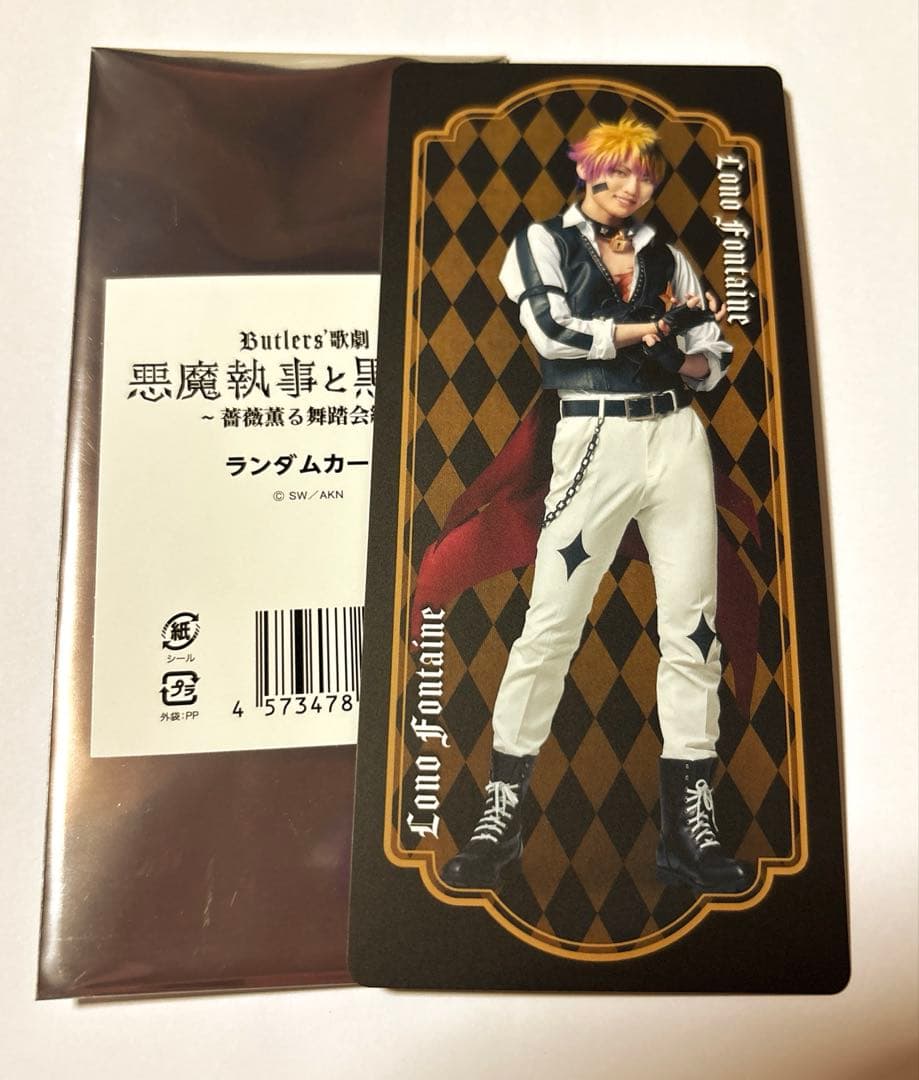 Butlers'歌劇
悪魔執事と黒
～薔薇薫る舞踏会
ランダムカー
© SW／AKN
紙
シール
プラ
外袋:PP
4 573478
Lono Fontaine
Lono Fontaine